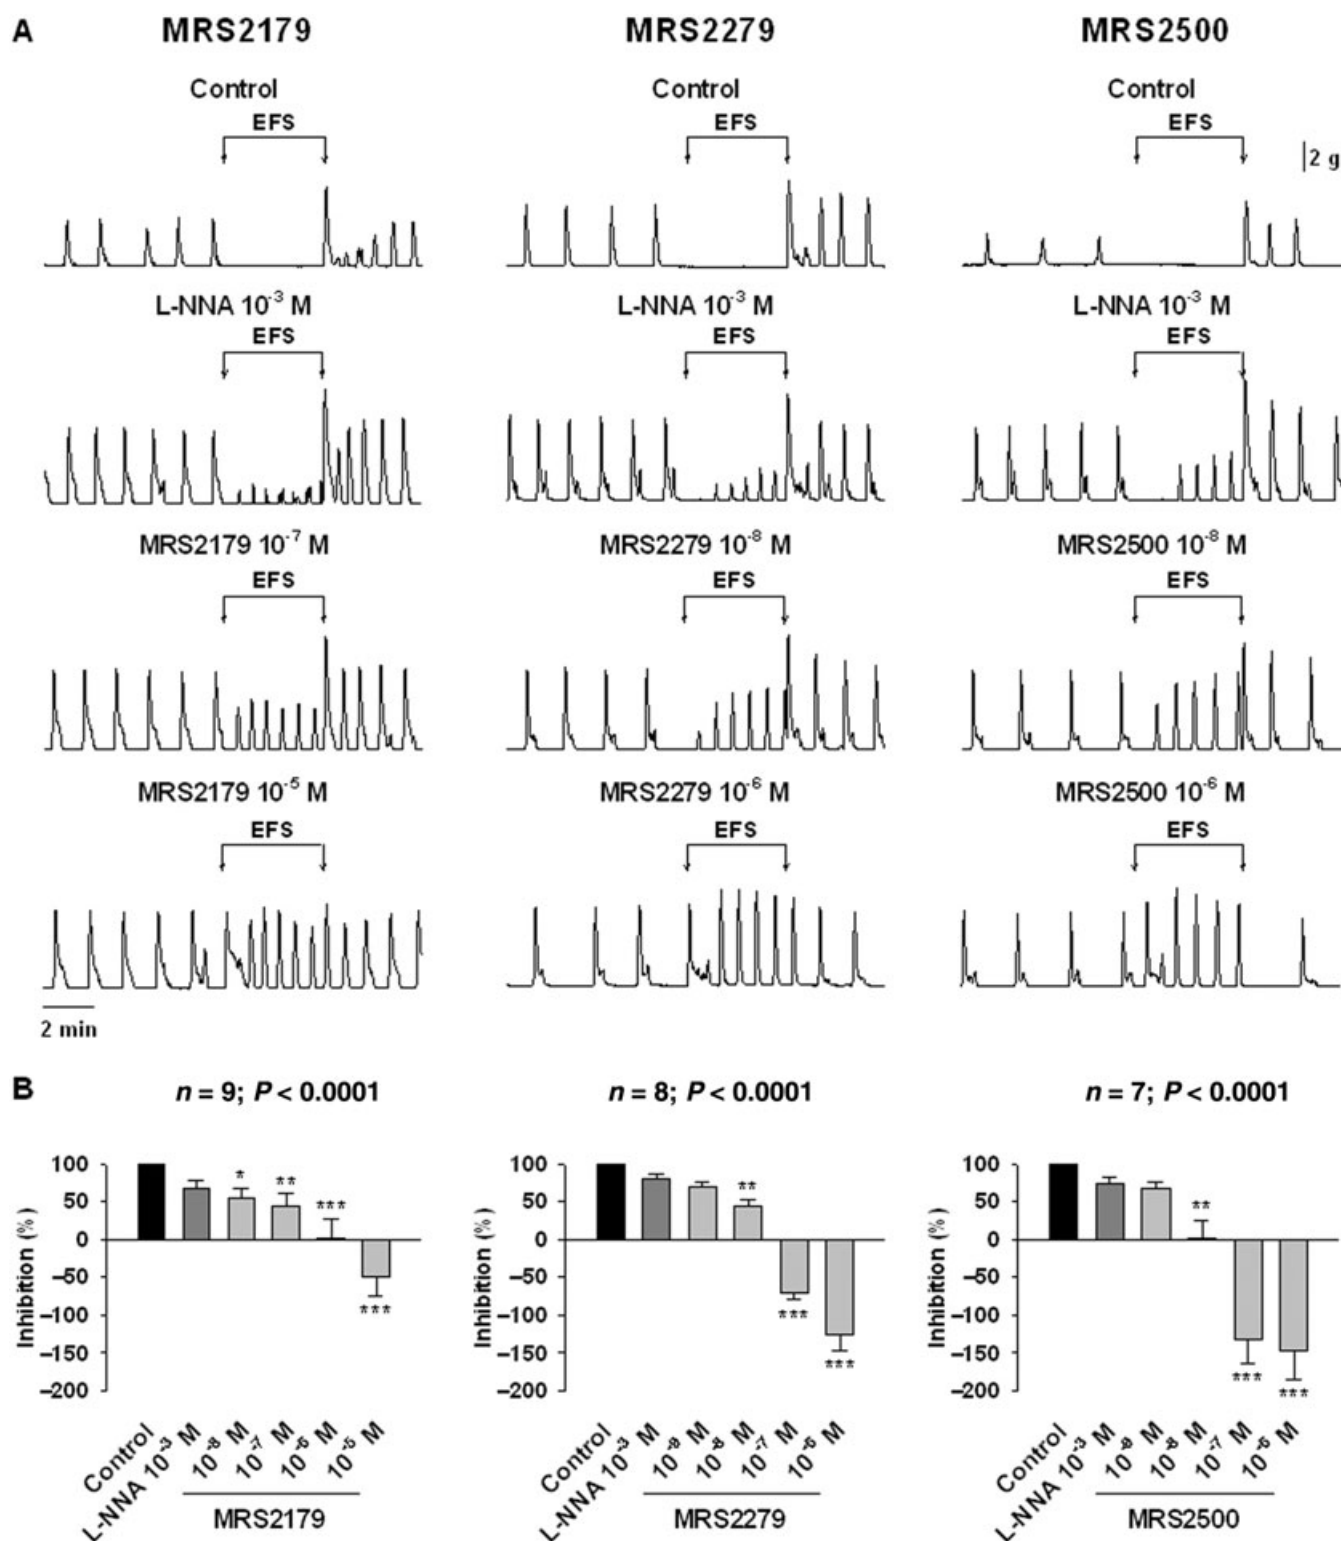 A
MRS2179 MRS2279 MRS2500
Control Control Control
EFS EFS EFS
2 g
L-NNA 10⁻³ M L-NNA 10⁻³ M L-NNA 10⁻³ M
EFS EFS EFS
MRS2179 10⁻⁷ M MRS2279 10⁻⁸ M MRS2500 10⁻⁸ M
EFS EFS EFS
MRS2179 10⁻⁵ M MRS2279 10⁻⁶ M MRS2500 10⁻⁶ M
EFS EFS EFS
2 min
B
n = 9; P < 0.0001 n = 8; P < 0.0001 n = 7; P < 0.0001
Inhibition (%)
100
50
0
−50
−100
−150
−200
* ** *** ***
Control
L-NNA 10⁻³ M
10⁻⁸ M
10⁻⁷ M
10⁻⁶ M
10⁻⁵ M
MRS2179
Inhibition (%)
100
50
0
−50
−100
−150
−200
** *** ***
Control
L-NNA 10⁻³ M
10⁻⁹ M
10⁻⁸ M
10⁻⁷ M
10⁻⁶ M
MRS2279
Inhibition (%)
100
50
0
−50
−100
−150
−200
** *** ***
Control
L-NNA 10⁻³ M
10⁻⁹ M
10⁻⁸ M
10⁻⁷ M
10⁻⁶ M
MRS2500